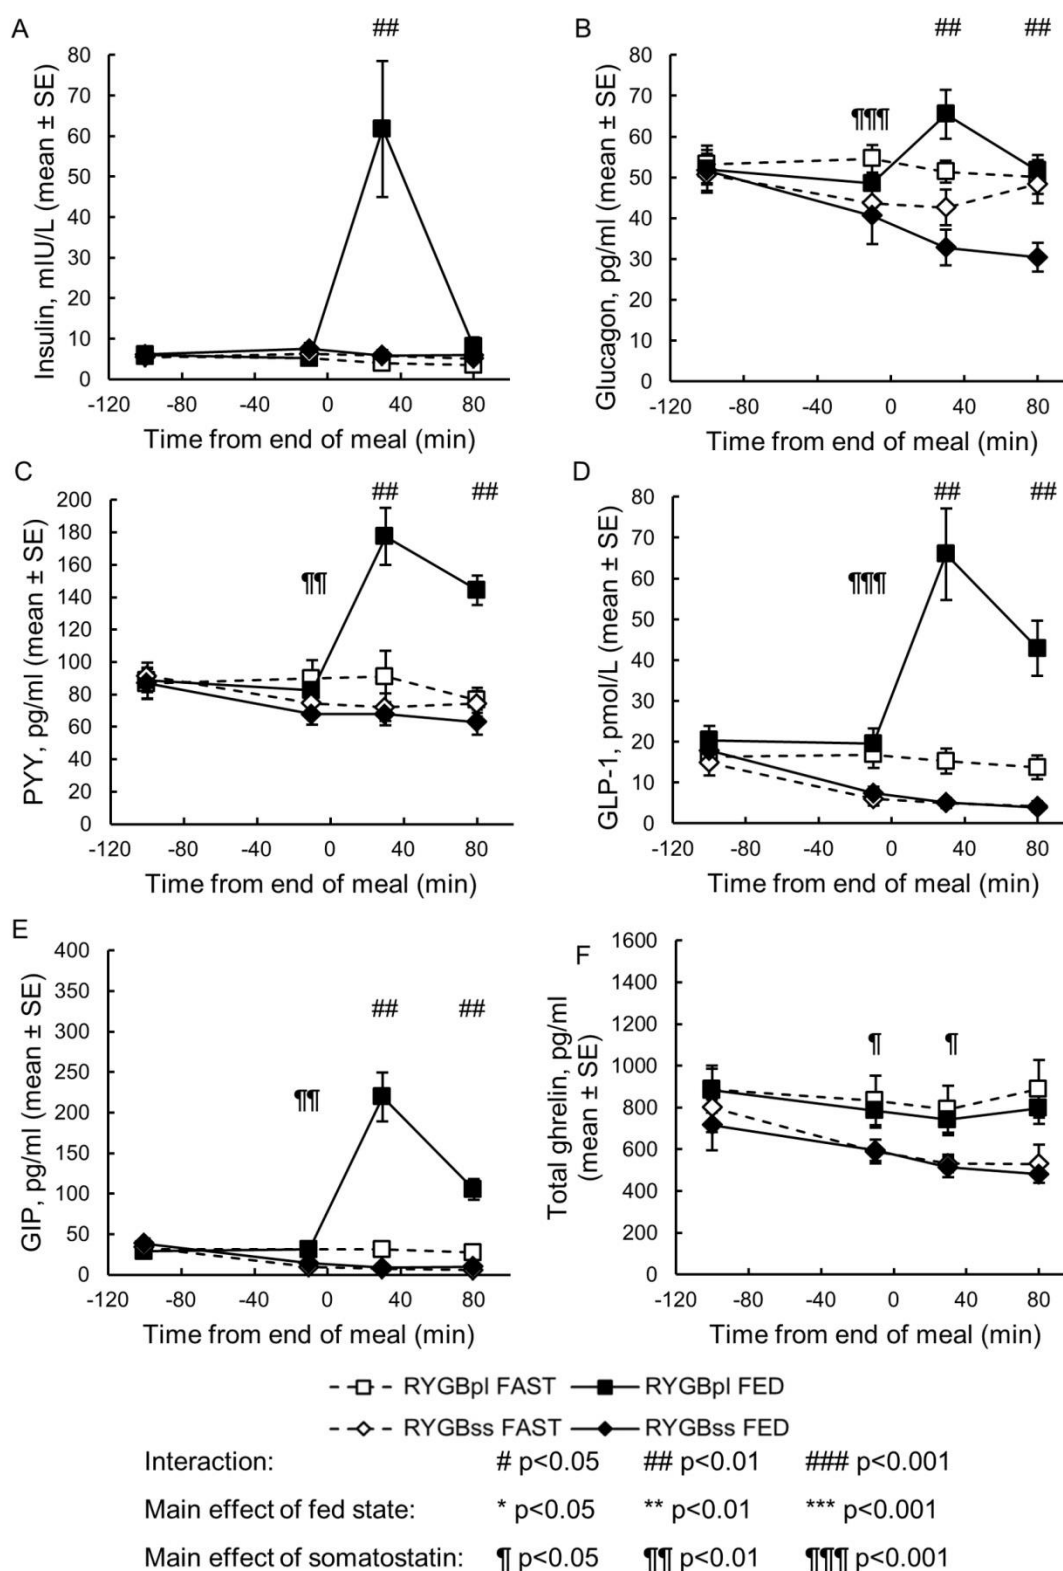 A
##
80
70
60
50
40
30
20
10
0
Insulin, mIU/L (mean ± SE)
-120 -80 -40 0 40 80
Time from end of meal (min)
B
## ##
¶¶¶
80
70
60
50
40
30
20
10
0
Glucagon, pg/ml (mean ± SE)
-120 -80 -40 0 40 80
Time from end of meal (min)
C
## ##
¶¶
200
180
160
140
120
100
80
60
40
20
0
PYY, pg/ml (mean ± SE)
-120 -80 -40 0 40 80
Time from end of meal (min)
D
## ##
¶¶¶
80
70
60
50
40
30
20
10
0
GLP-1, pmol/L (mean ± SE)
-120 -80 -40 0 40 80
Time from end of meal (min)
E
## ##
¶¶
400
350
300
250
200
150
100
50
0
GIP, pg/ml (mean ± SE)
-120 -80 -40 0 40 80
Time from end of meal (min)
F
¶ ¶
1600
1400
1200
1000
800
600
400
200
0
Total ghrelin, pg/ml
(mean ± SE)
-120 -80 -40 0 40 80
Time from end of meal (min)
RYGBpl FAST RYGBpl FED
RYGBss FAST RYGBss FED
Interaction: # p<0.05 ## p<0.01 ### p<0.001
Main effect of fed state: * p<0.05 ** p<0.01 *** p<0.001
Main effect of somatostatin: ¶ p<0.05 ¶¶ p<0.01 ¶¶¶ p<0.001